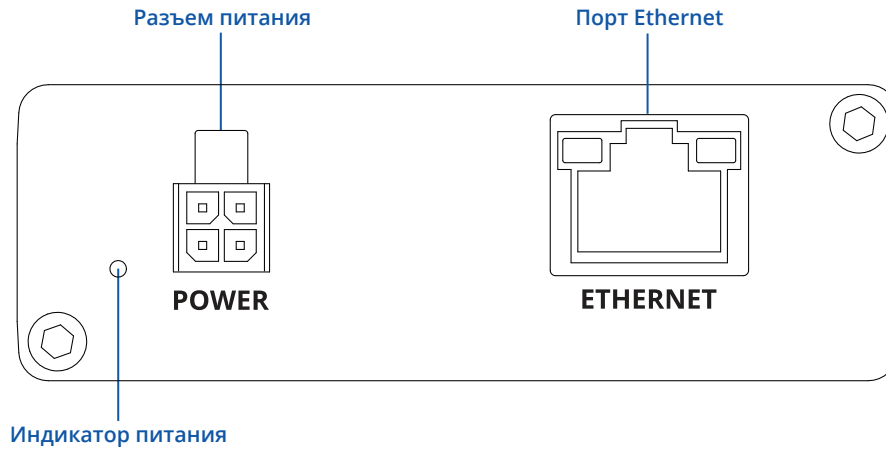 Разъем питания
Порт Ethernet
POWER
ETHERNET
Индикатор питания